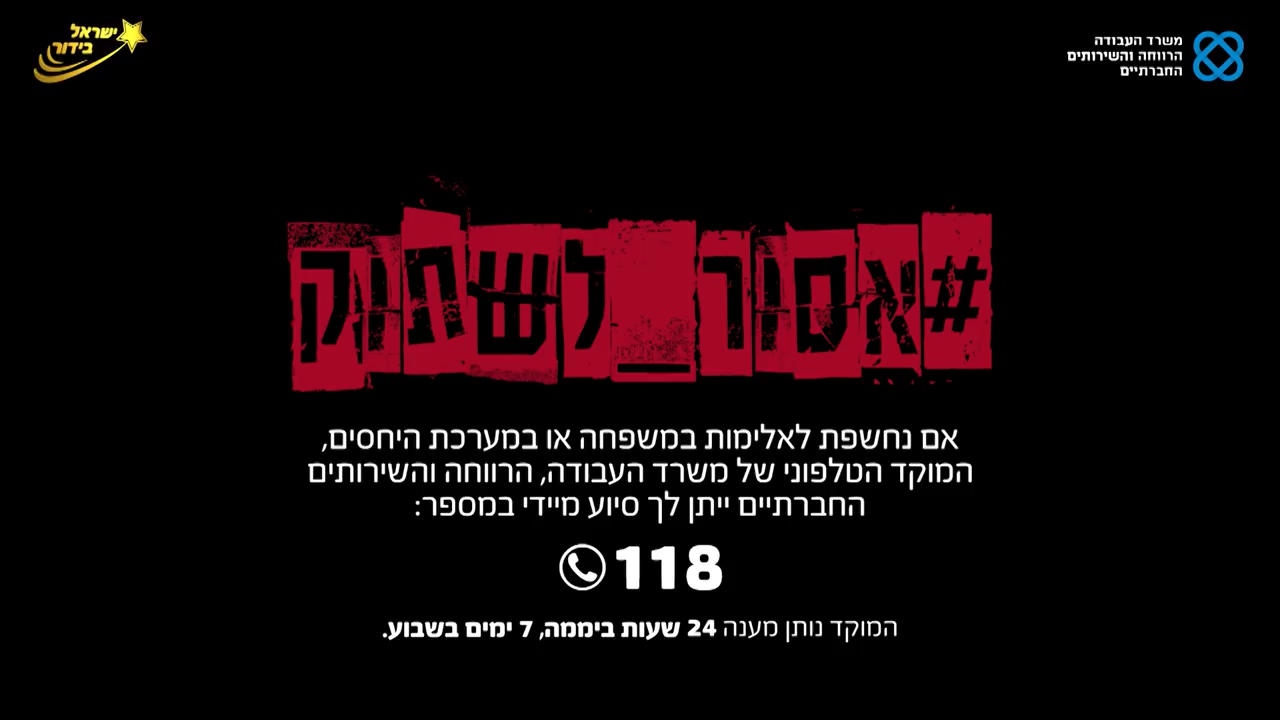 ישראל
בידור
משרד העבודה
הרווחה והשירותים
החברתיים
#אסור_לשתוק
אם נחשפת לאלימות במשפחה או במערכת היחסים,
המוקד הטלפוני של משרד העבודה, הרווחה והשירותים
החברתיים ייתן לך סיוע מיידי במספר:
118
המוקד נותן מענה 24 שעות ביממה, 7 ימים בשבוע.